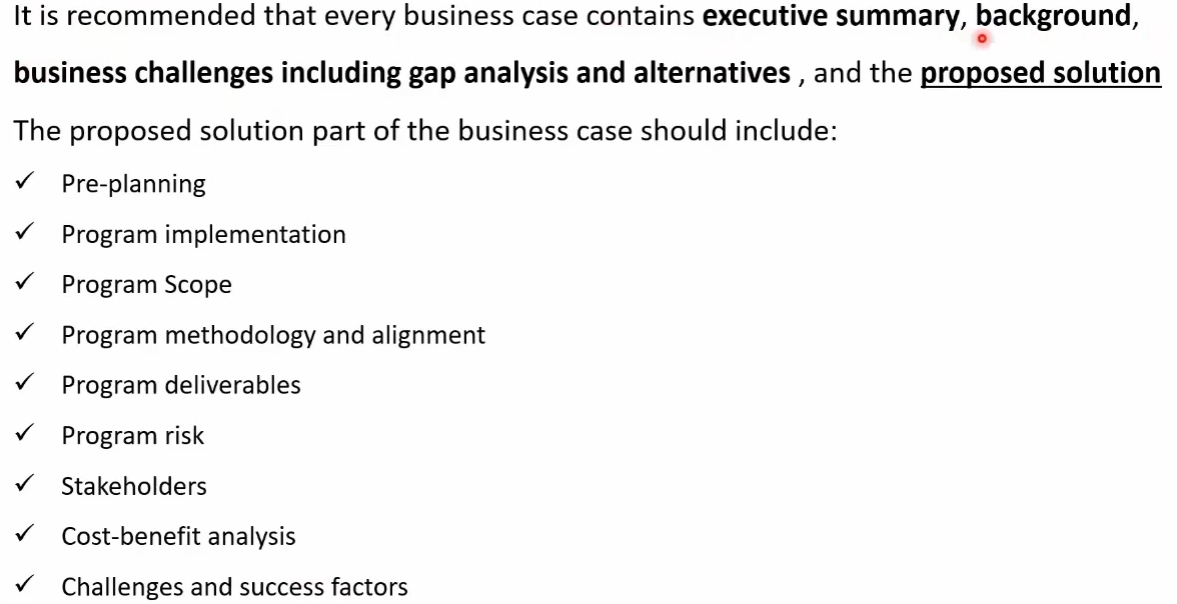 It is recommended that every business case contains executive summary, background,
business challenges including gap analysis and alternatives , and the proposed solution
The proposed solution part of the business case should include:
✓ Pre-planning
✓ Program implementation
✓ Program Scope
✓ Program methodology and alignment
✓ Program deliverables
✓ Program risk
✓ Stakeholders
✓ Cost-benefit analysis
✓ Challenges and success factors